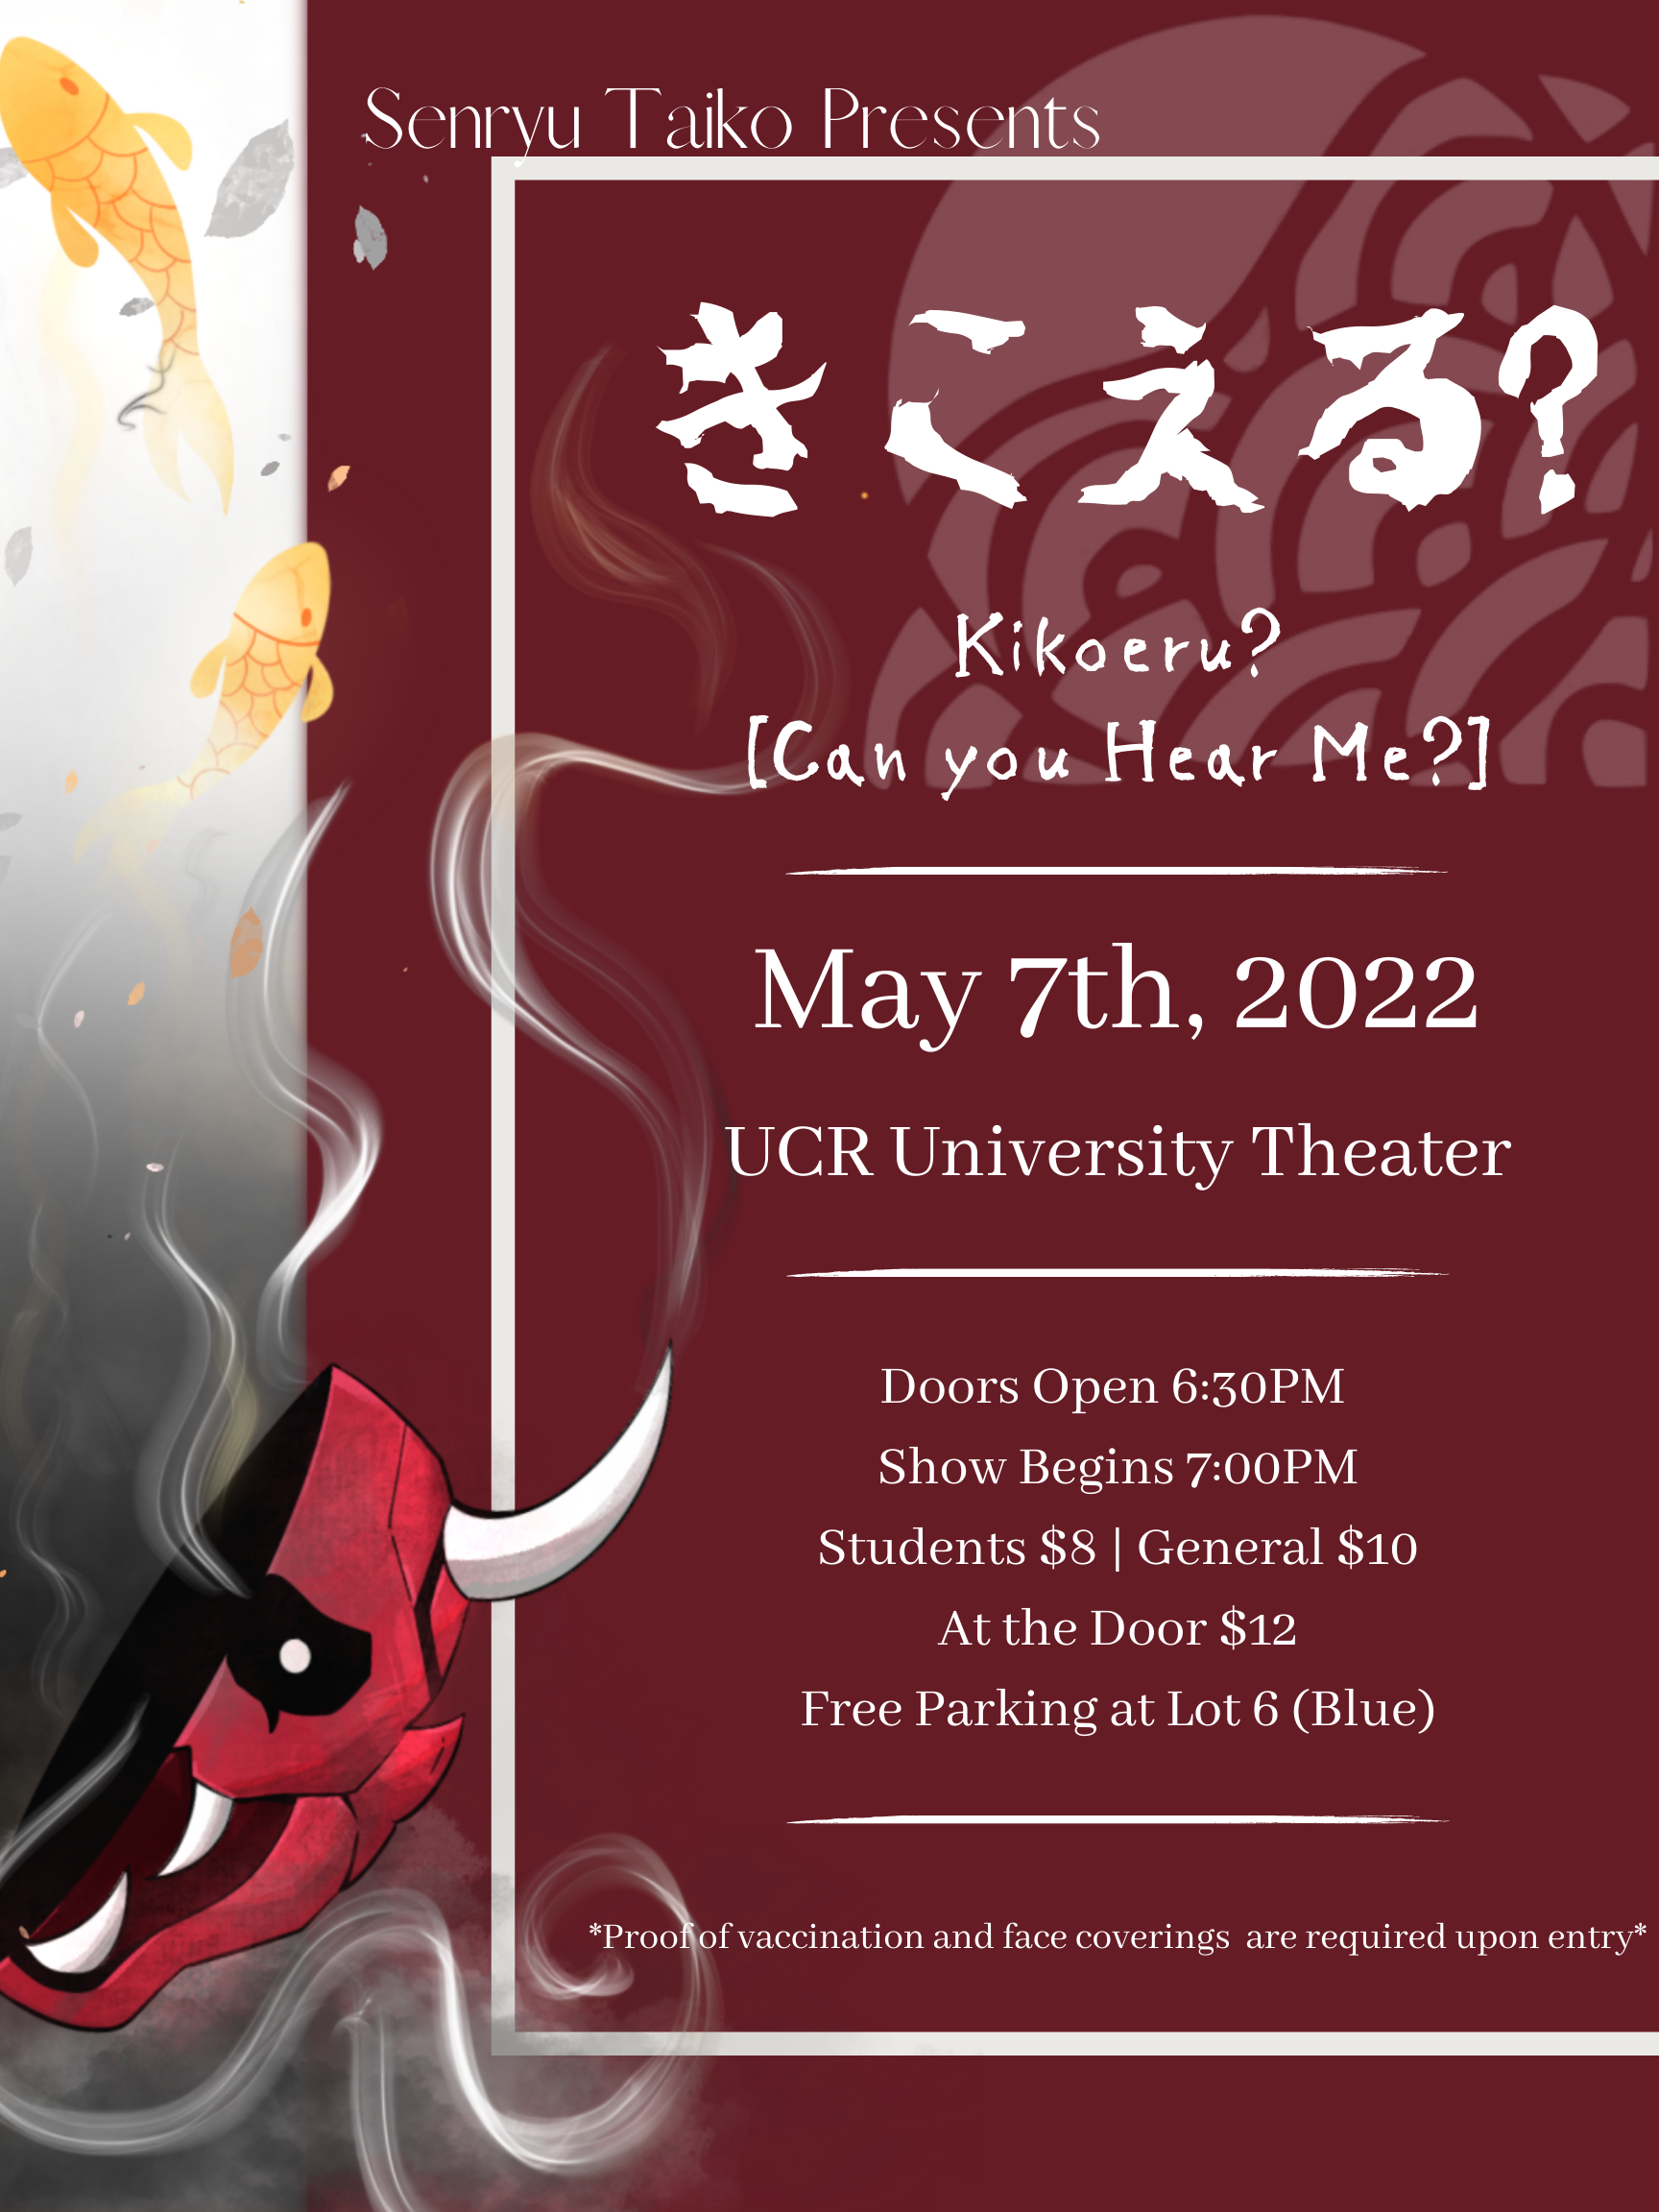 Senryu Taiko Presents
きこえる?
Kikoeru?
[Can you Hear Me?]
May 7th, 2022
UCR University Theater
Doors Open 6:30PM
Show Begins 7:00PM
Students $8 | General $10
At the Door $12
Free Parking at Lot 6 (Blue)
*Proof of vaccination and face coverings are required upon entry*